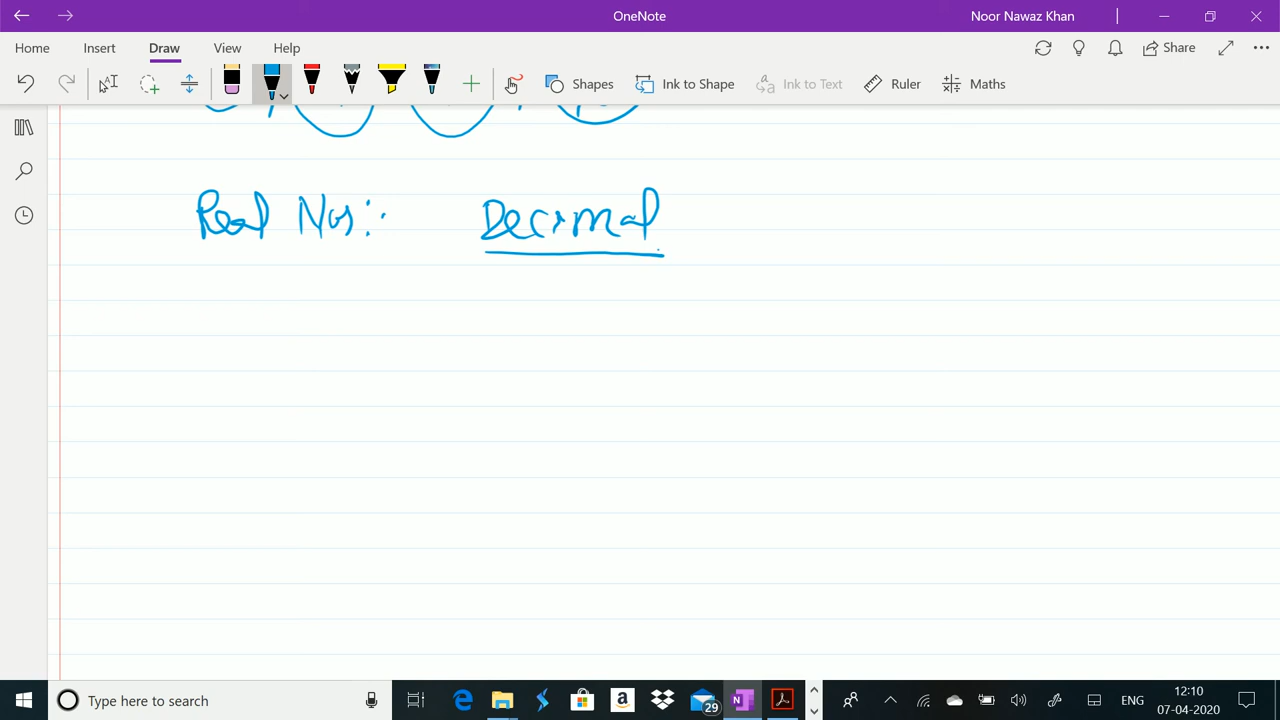 OneNote
Noor Nawaz Khan
Home Insert Draw View Help
Share
Shapes
Ink to Shape
Ink to Text
Ruler
Maths
Real Nos:- Decimal
Type here to search
29
ENG
12:10
07-04-2020